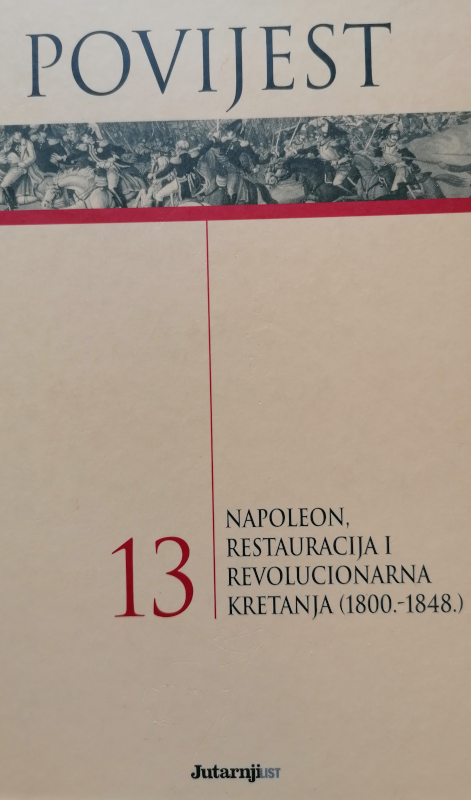 POVIJEST
13
NAPOLEON,
RESTAURACIJA I
REVOLUCIONARNA
KRETANJA (1800.-1848.)
JutarnjiLIST